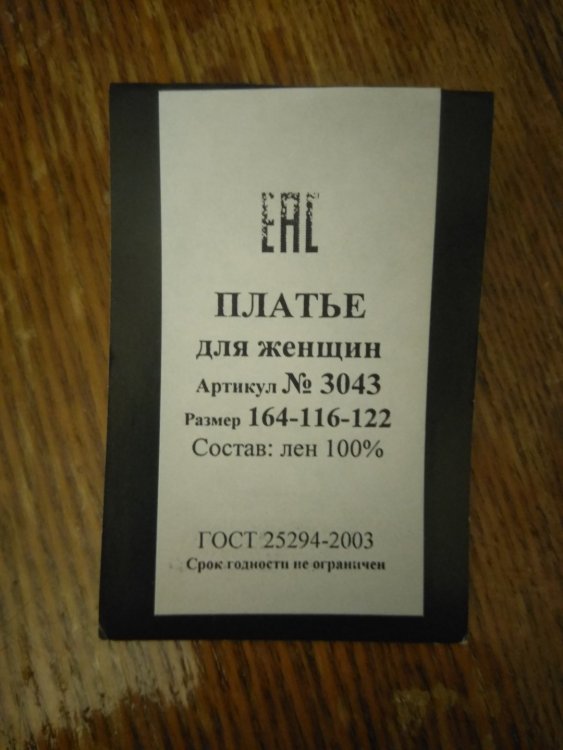 ЕАС
ПЛАТЬЕ
для женщин
Артикул № 3043
Размер 164-116-122
Состав: лен 100%
ГОСТ 25294-2003
Срок годности не ограничен